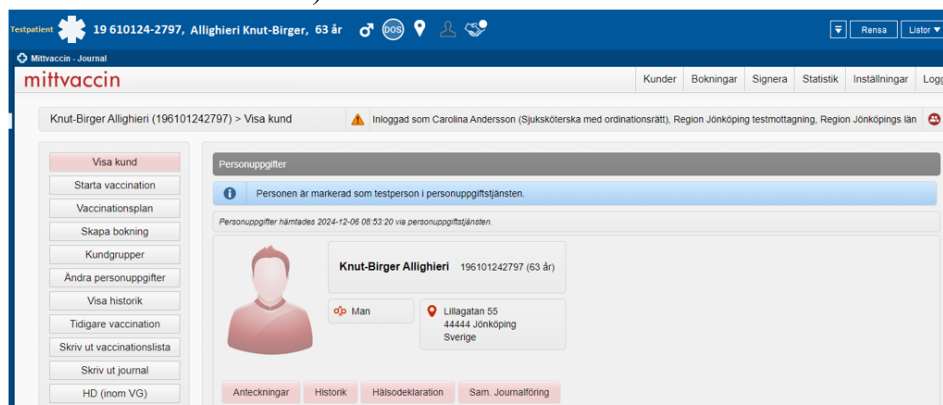 Testpatient 19 610124-2797, Allighieri Knut-Birger, 63 år DOS Rensa Listor
Mittvaccin - Journal
mittvaccin Kunder Bokningar Signera Statistik Inställningar Logg
Knut-Birger Allighieri (196101242797) > Visa kund Inloggad som Carolina Andersson (Sjuksköterska med ordinationsrätt), Region Jönköping testmottagning, Region Jönköpings län
Visa kund
Starta vaccination
Vaccinationsplan
Skapa bokning
Kundgrupper
Ändra personuppgifter
Visa historik
Tidigare vaccination
Skriv ut vaccinationslista
Skriv ut journal
HD (inom VG)
Personuppgifter
Personen är markerad som testperson i personuppgiftstjänsten.
Personuppgifter hämtades 2024-12-06 08:53:20 via personuppgiftstjänsten.
Knut-Birger Allighieri 196101242797 (63 år)
Man
Lillagatan 55
44444 Jönköping
Sverige
Anteckningar Historik Hälsodeklaration Sam. Journalföring